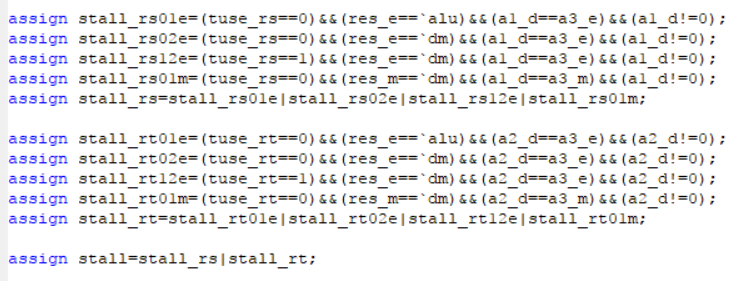 assign stall_rs01e=(tuse_rs==0)&&(res_e==`alu)&&(a1_d==a3_e)&&(a1_d!=0);
assign stall_rs02e=(tuse_rs==0)&&(res_e==`dm)&&(a1_d==a3_e)&&(a1_d!=0);
assign stall_rs12e=(tuse_rs==1)&&(res_e==`dm)&&(a1_d==a3_e)&&(a1_d!=0);
assign stall_rs01m=(tuse_rs==0)&&(res_m==`dm)&&(a1_d==a3_m)&&(a1_d!=0);
assign stall_rs=stall_rs01e|stall_rs02e|stall_rs12e|stall_rs01m;
assign stall_rt01e=(tuse_rt==0)&&(res_e==`alu)&&(a2_d==a3_e)&&(a2_d!=0);
assign stall_rt02e=(tuse_rt==0)&&(res_e==`dm)&&(a2_d==a3_e)&&(a2_d!=0);
assign stall_rt12e=(tuse_rt==1)&&(res_e==`dm)&&(a2_d==a3_e)&&(a2_d!=0);
assign stall_rt01m=(tuse_rt==0)&&(res_m==`dm)&&(a2_d==a3_m)&&(a2_d!=0);
assign stall_rt=stall_rt01e|stall_rt02e|stall_rt12e|stall_rt01m;
assign stall=stall_rs|stall_rt;